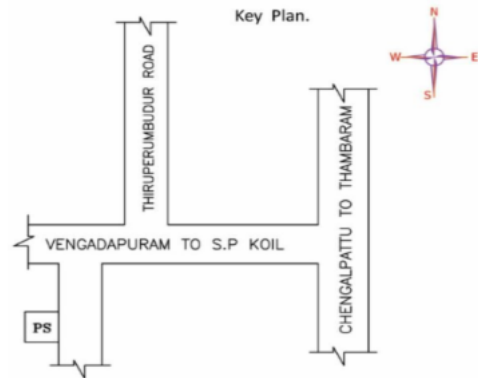 Key Plan.
N
W
E
S
THIRUPERUMBUDUR ROAD
CHENGALPATTU TO THAMBARAM
VENGADAPURAM TO S.P KOIL
PS